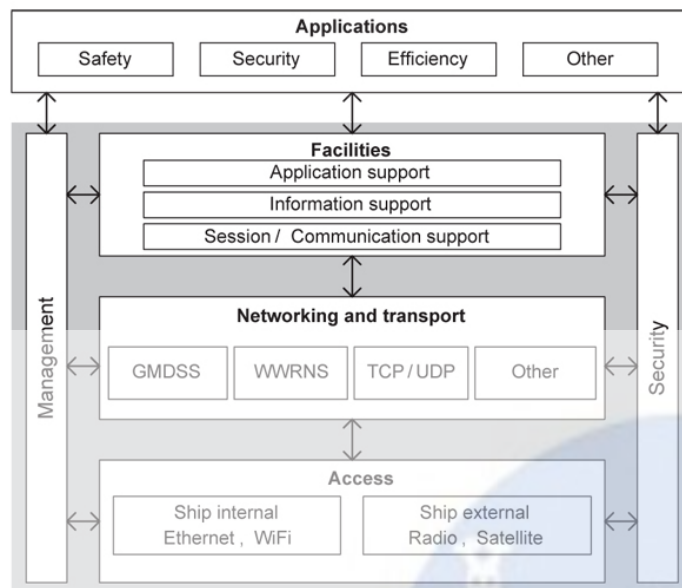 Applications
Safety Security Efficiency Other
Facilities
Application support
Information support
Session / Communication support
Management
Security
Networking and transport
GMDSS WWRNS TCP / UDP Other
Access
Ship internal Ship external
Ethernet , WiFi Radio , Satellite